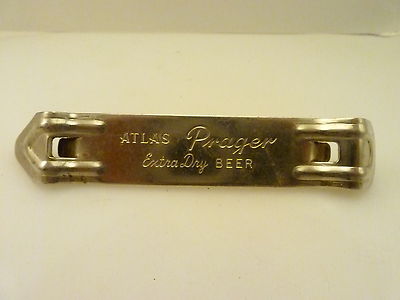 ATLAS Prager
Extra Dry BEER